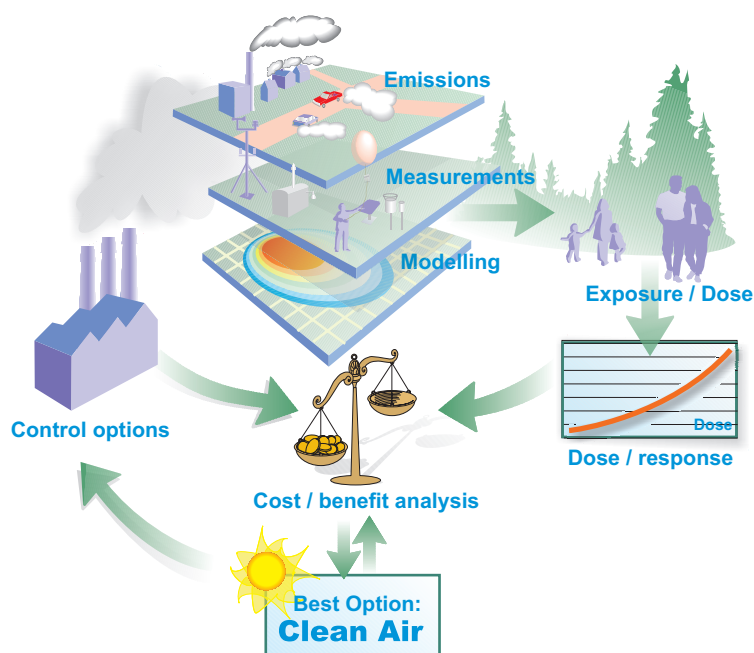 Emissions
Measurements
Modelling
Exposure / Dose
Dose
Dose / response
Control options
Cost / benefit analysis
Best Option:
Clean Air